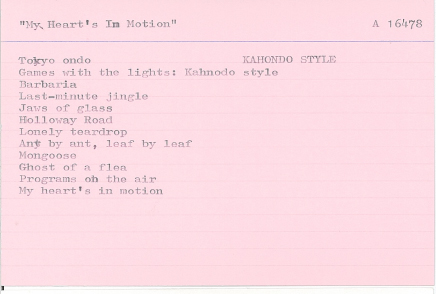 "My Heart's In Motion" A 16478
Tokyo ondo KAHONDO STYLE
Games with the lights: Kahnodo style
Barbaria
Last-minute jingle
Jaws of glass
Holloway Road
Lonely teardrop
Ant by ant, leaf by leaf
Mongoose
Ghost of a flea
Programs on the air
My heart's in motion